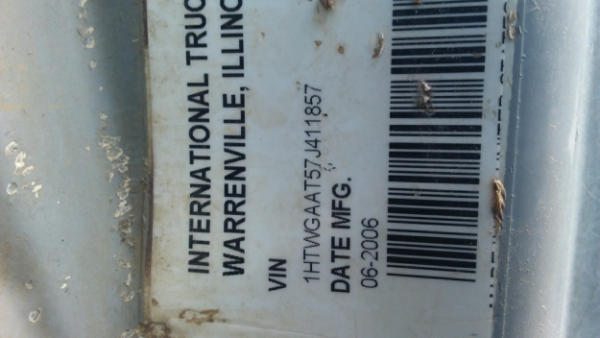 INTERNATIONAL TRUC
WARRENVILLE, ILLINO
VIN
1HTWGAAT57J411857
DATE MFG.
06-2006